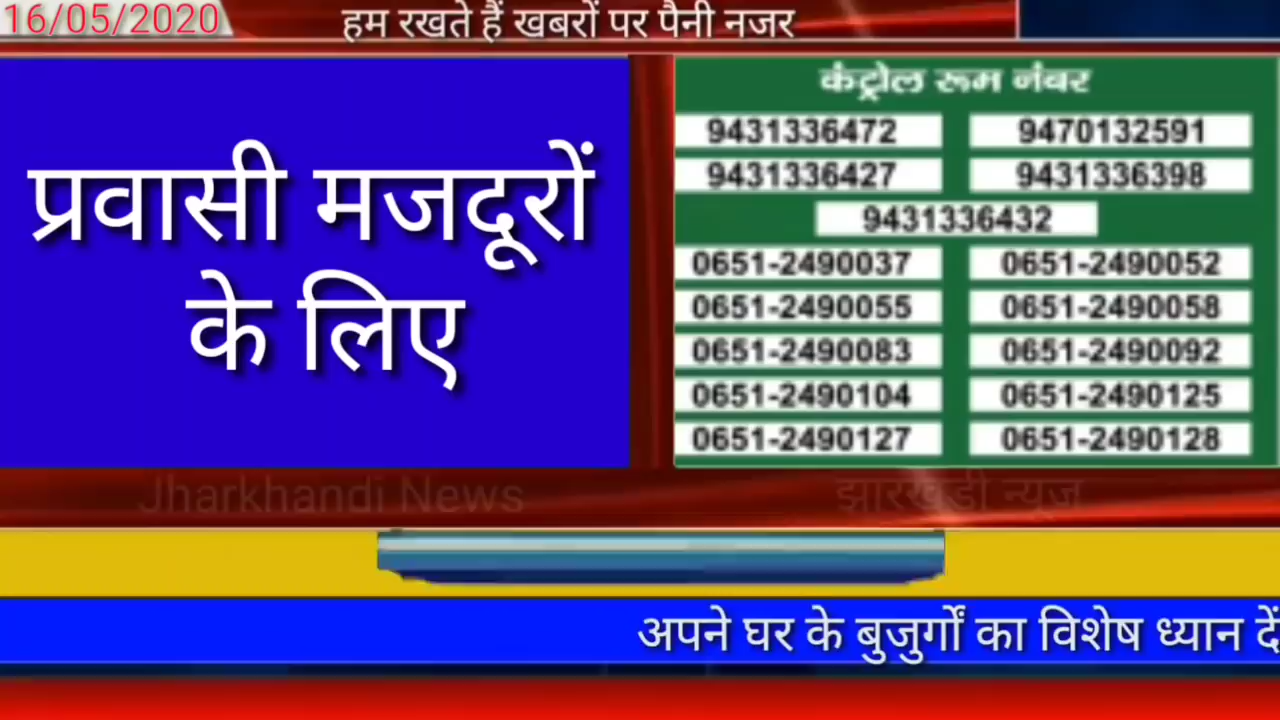 16/05/2020
हम रखते हैं खबरों पर पैनी नजर
प्रवासी मजदूरों
के लिए
कंट्रोल रूम नंबर
9431336472 9470132591
9431336427 9431336398
9431336432
0651-2490037 0651-2490052
0651-2490055 0651-2490058
0651-2490083 0651-2490092
0651-2490104 0651-2490125
0651-2490127 0651-2490128
Jharkhandi News झारखंडी न्यूज
अपने घर के बुजुर्गों का विशेष ध्यान दें